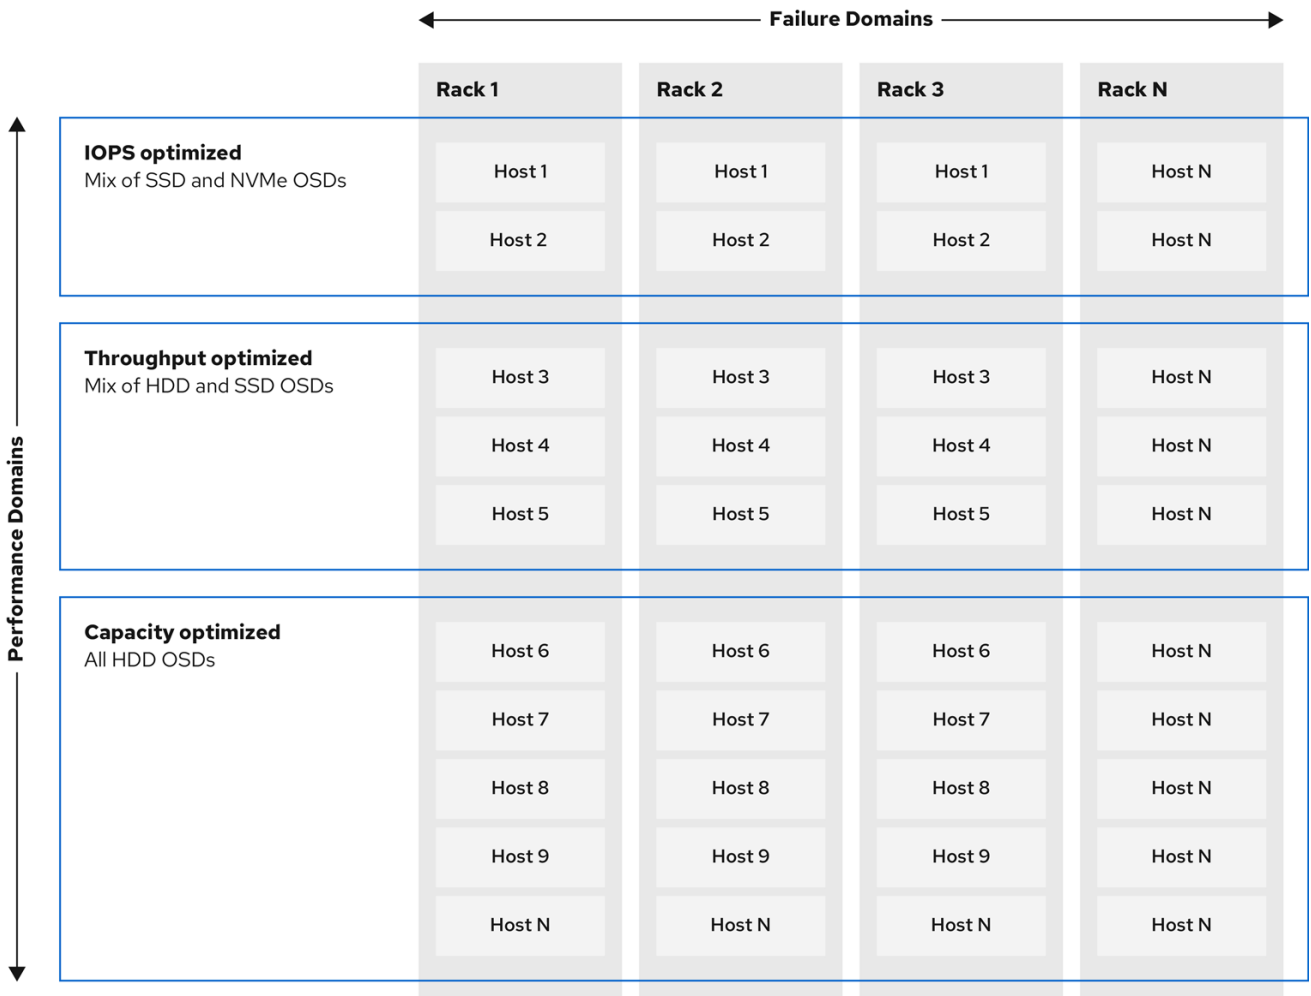 Failure Domains
Rack 1
Rack 2
Rack 3
Rack N
Performance Domains
IOPS optimized
Mix of SSD and NVMe OSDs
Host 1
Host 1
Host 1
Host N
Host 2
Host 2
Host 2
Host N
Throughput optimized
Mix of HDD and SSD OSDs
Host 3
Host 3
Host 3
Host N
Host 4
Host 4
Host 4
Host N
Host 5
Host 5
Host 5
Host N
Capacity optimized
All HDD OSDs
Host 6
Host 6
Host 6
Host N
Host 7
Host 7
Host 7
Host N
Host 8
Host 8
Host 8
Host N
Host 9
Host 9
Host 9
Host N
Host N
Host N
Host N
Host N